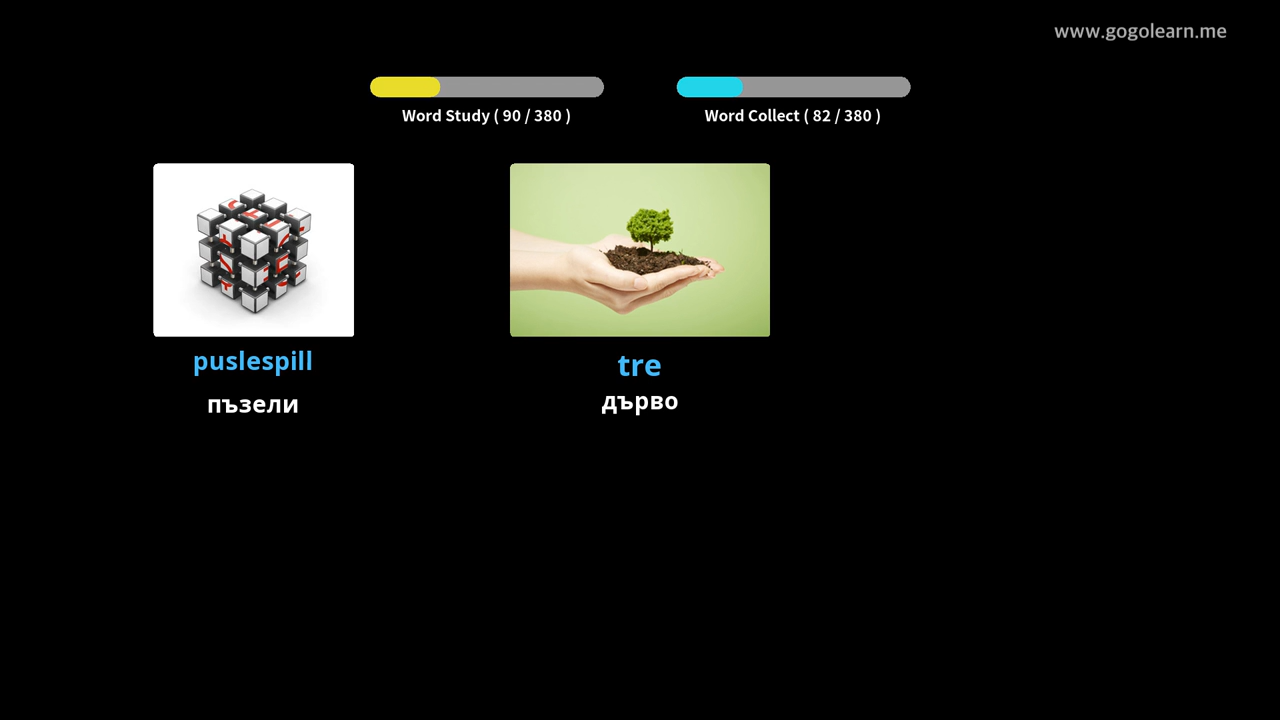 www.gogolearn.me
Word Study ( 90 / 380 )
Word Collect ( 82 / 380 )
puslespill
пъзели
tre
дърво